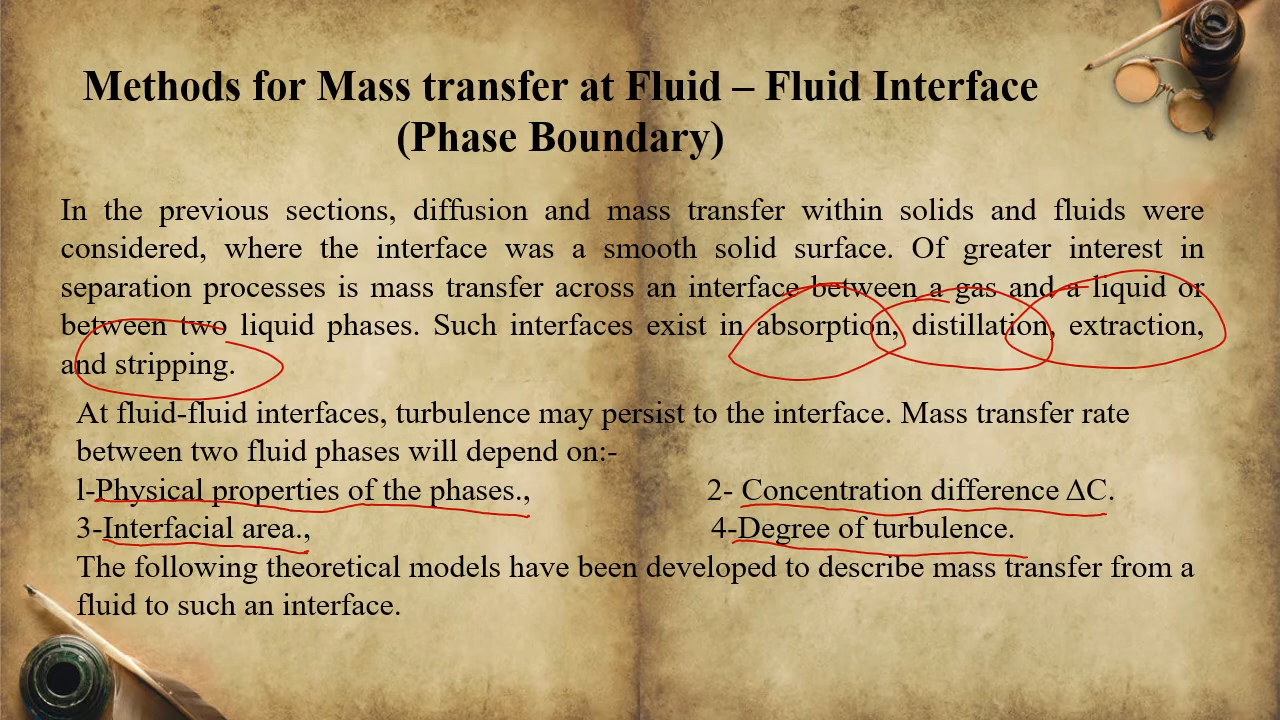 Methods for Mass transfer at Fluid – Fluid Interface
(Phase Boundary)
In the previous sections, diffusion and mass transfer within solids and fluids were
considered, where the interface was a smooth solid surface. Of greater interest in
separation processes is mass transfer across an interface between a gas and a liquid or
between two liquid phases. Such interfaces exist in absorption, distillation, extraction,
and stripping.
At fluid-fluid interfaces, turbulence may persist to the interface. Mass transfer rate
between two fluid phases will depend on:-
l-Physical properties of the phases., 2- Concentration difference ΔC.
3-Interfacial area., 4-Degree of turbulence.
The following theoretical models have been developed to describe mass transfer from a
fluid to such an interface.